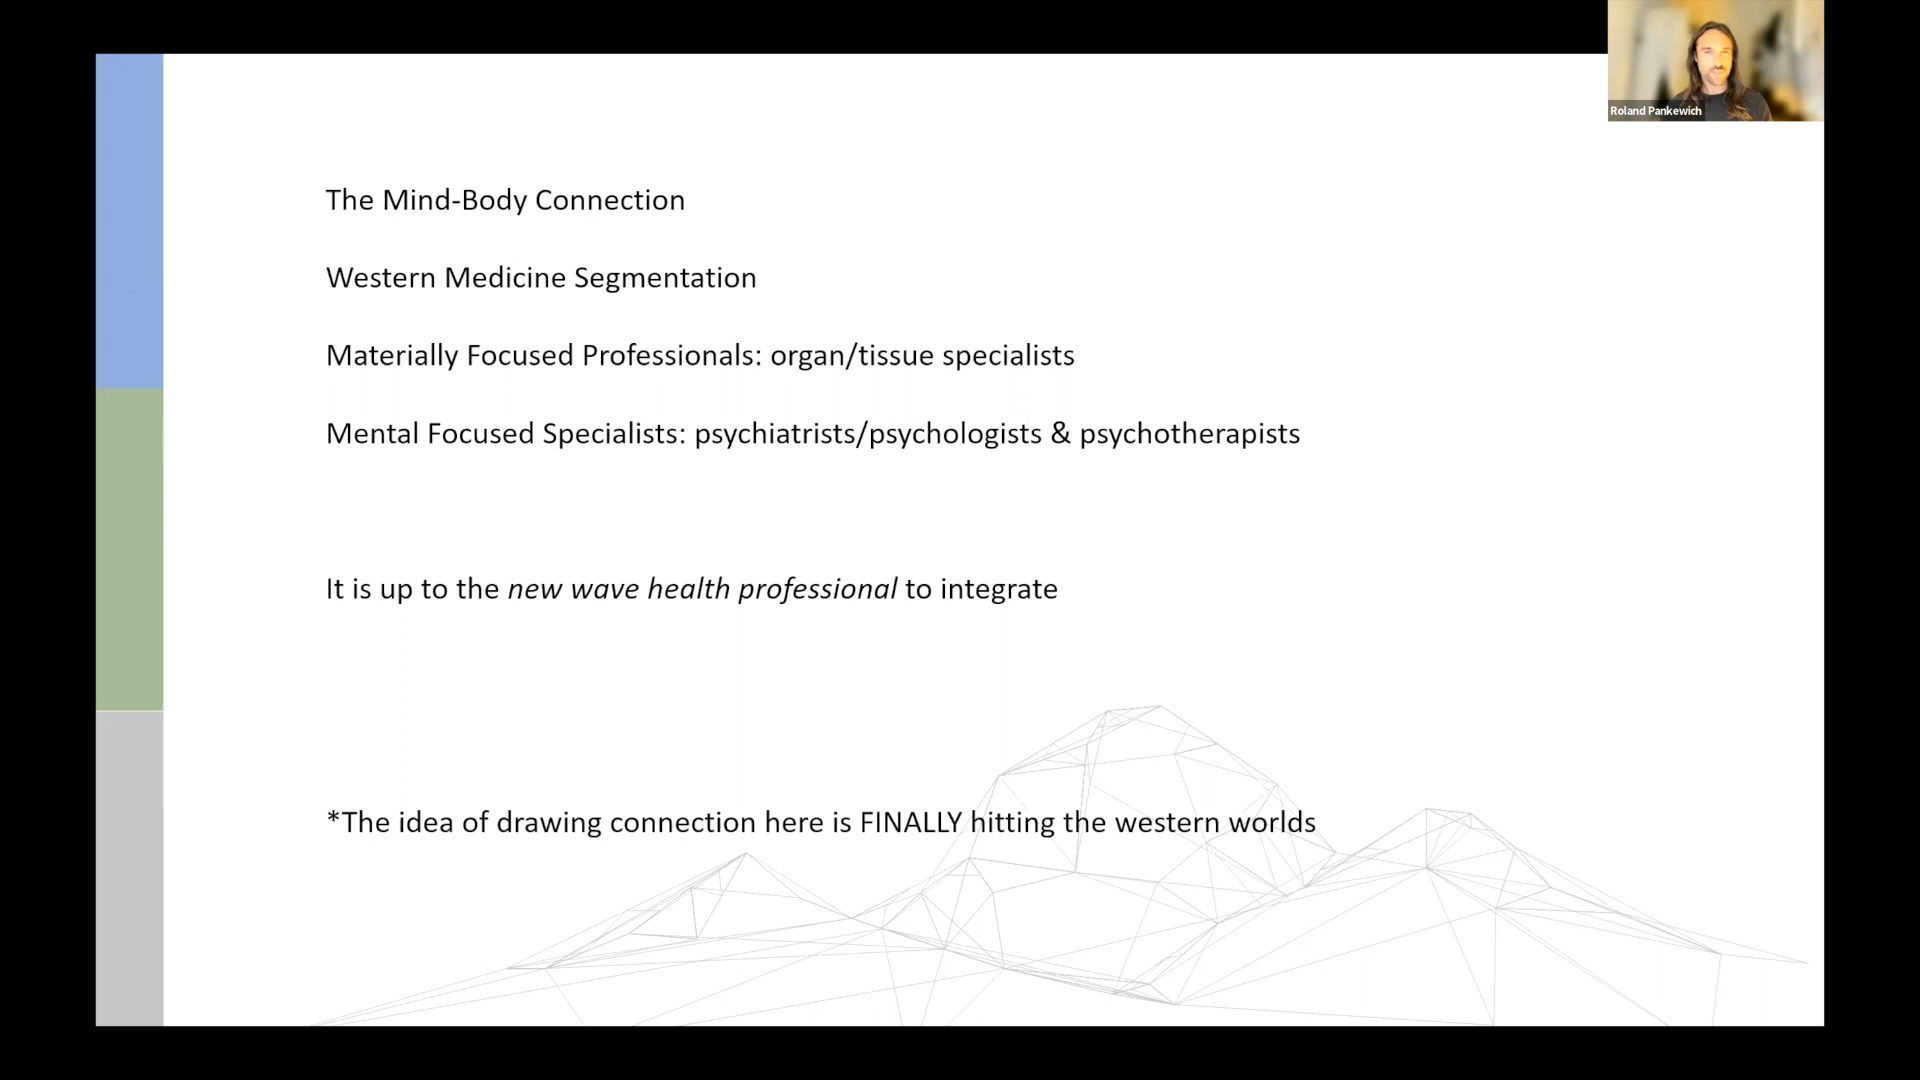 Roland Pankewich
The Mind-Body Connection
Western Medicine Segmentation
Materially Focused Professionals: organ/tissue specialists
Mental Focused Specialists: psychiatrists/psychologists & psychotherapists
It is up to the new wave health professional to integrate
*The idea of drawing connection here is FINALLY hitting the western worlds